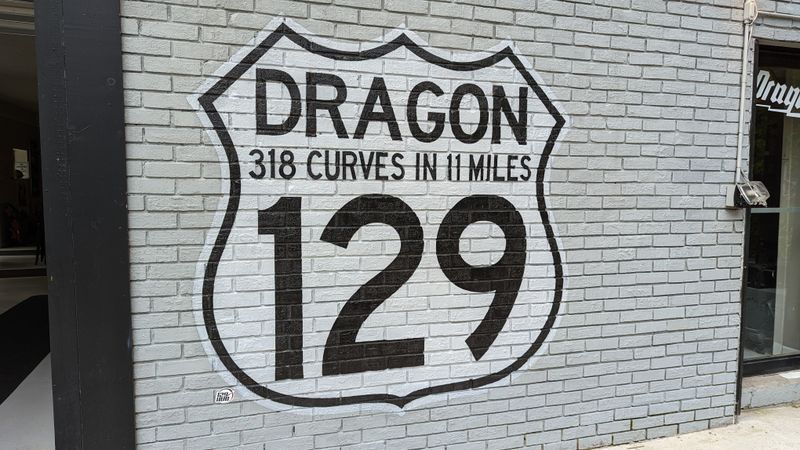 DRAGON
318 CURVES IN 11 MILES
129